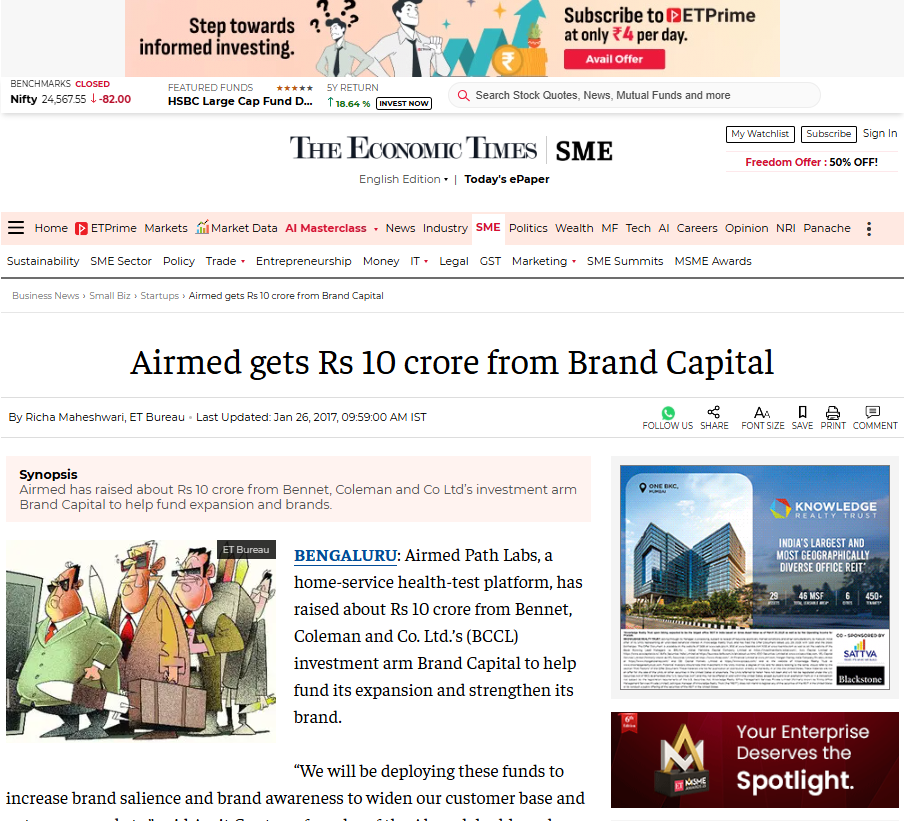 Step towards
informed investing.
Subscribe to ETPrime
at only ₹4 per day.
Avail Offer
BENCHMARKS CLOSED
Nifty 24,567.55 ↓ -82.00
FEATURED FUNDS ★★★★★
HSBC Large Cap Fund D...
5Y RETURN
↑ 18.64 % INVEST NOW
Search Stock Quotes, News, Mutual Funds and more
THE ECONOMIC TIMES | SME
English Edition ▾ | Today's ePaper
My Watchlist Subscribe Sign In
Freedom Offer : 50% OFF!
Home ETPrime Markets Market Data AI Masterclass ▾ News Industry SME Politics Wealth MF Tech AI Careers Opinion NRI Panache
Sustainability SME Sector Policy Trade ▾ Entrepreneurship Money IT ▾ Legal GST Marketing ▾ SME Summits MSME Awards
Business News › Small Biz › Startups › Airmed gets Rs 10 crore from Brand Capital
Airmed gets Rs 10 crore from Brand Capital
By Richa Maheshwari, ET Bureau • Last Updated: Jan 26, 2017, 09:59:00 AM IST
FOLLOW US SHARE FONT SIZE SAVE PRINT COMMENT
Synopsis
Airmed has raised about Rs 10 crore from Bennet, Coleman and Co Ltd's investment arm
Brand Capital to help fund expansion and brands.
ET Bureau
BENGALURU: Airmed Path Labs, a
home-service health-test platform, has
raised about Rs 10 crore from Bennet,
Coleman and Co. Ltd.'s (BCCL)
investment arm Brand Capital to help
fund its expansion and strengthen its
brand.
“We will be deploying these funds to
increase brand salience and brand awareness to widen our customer base and
ONE BKC,
MUMBAI
KNOWLEDGE
REALTY TRUST
INDIA'S LARGEST AND
MOST GEOGRAPHICALLY
DIVERSE OFFICE REIT*
29 46 MSF 6 450+
CO - SPONSORED BY
SATTVA
Blackstone
6th
Edition
ET MSME
AWARDS
Your Enterprise
Deserves the
Spotlight.